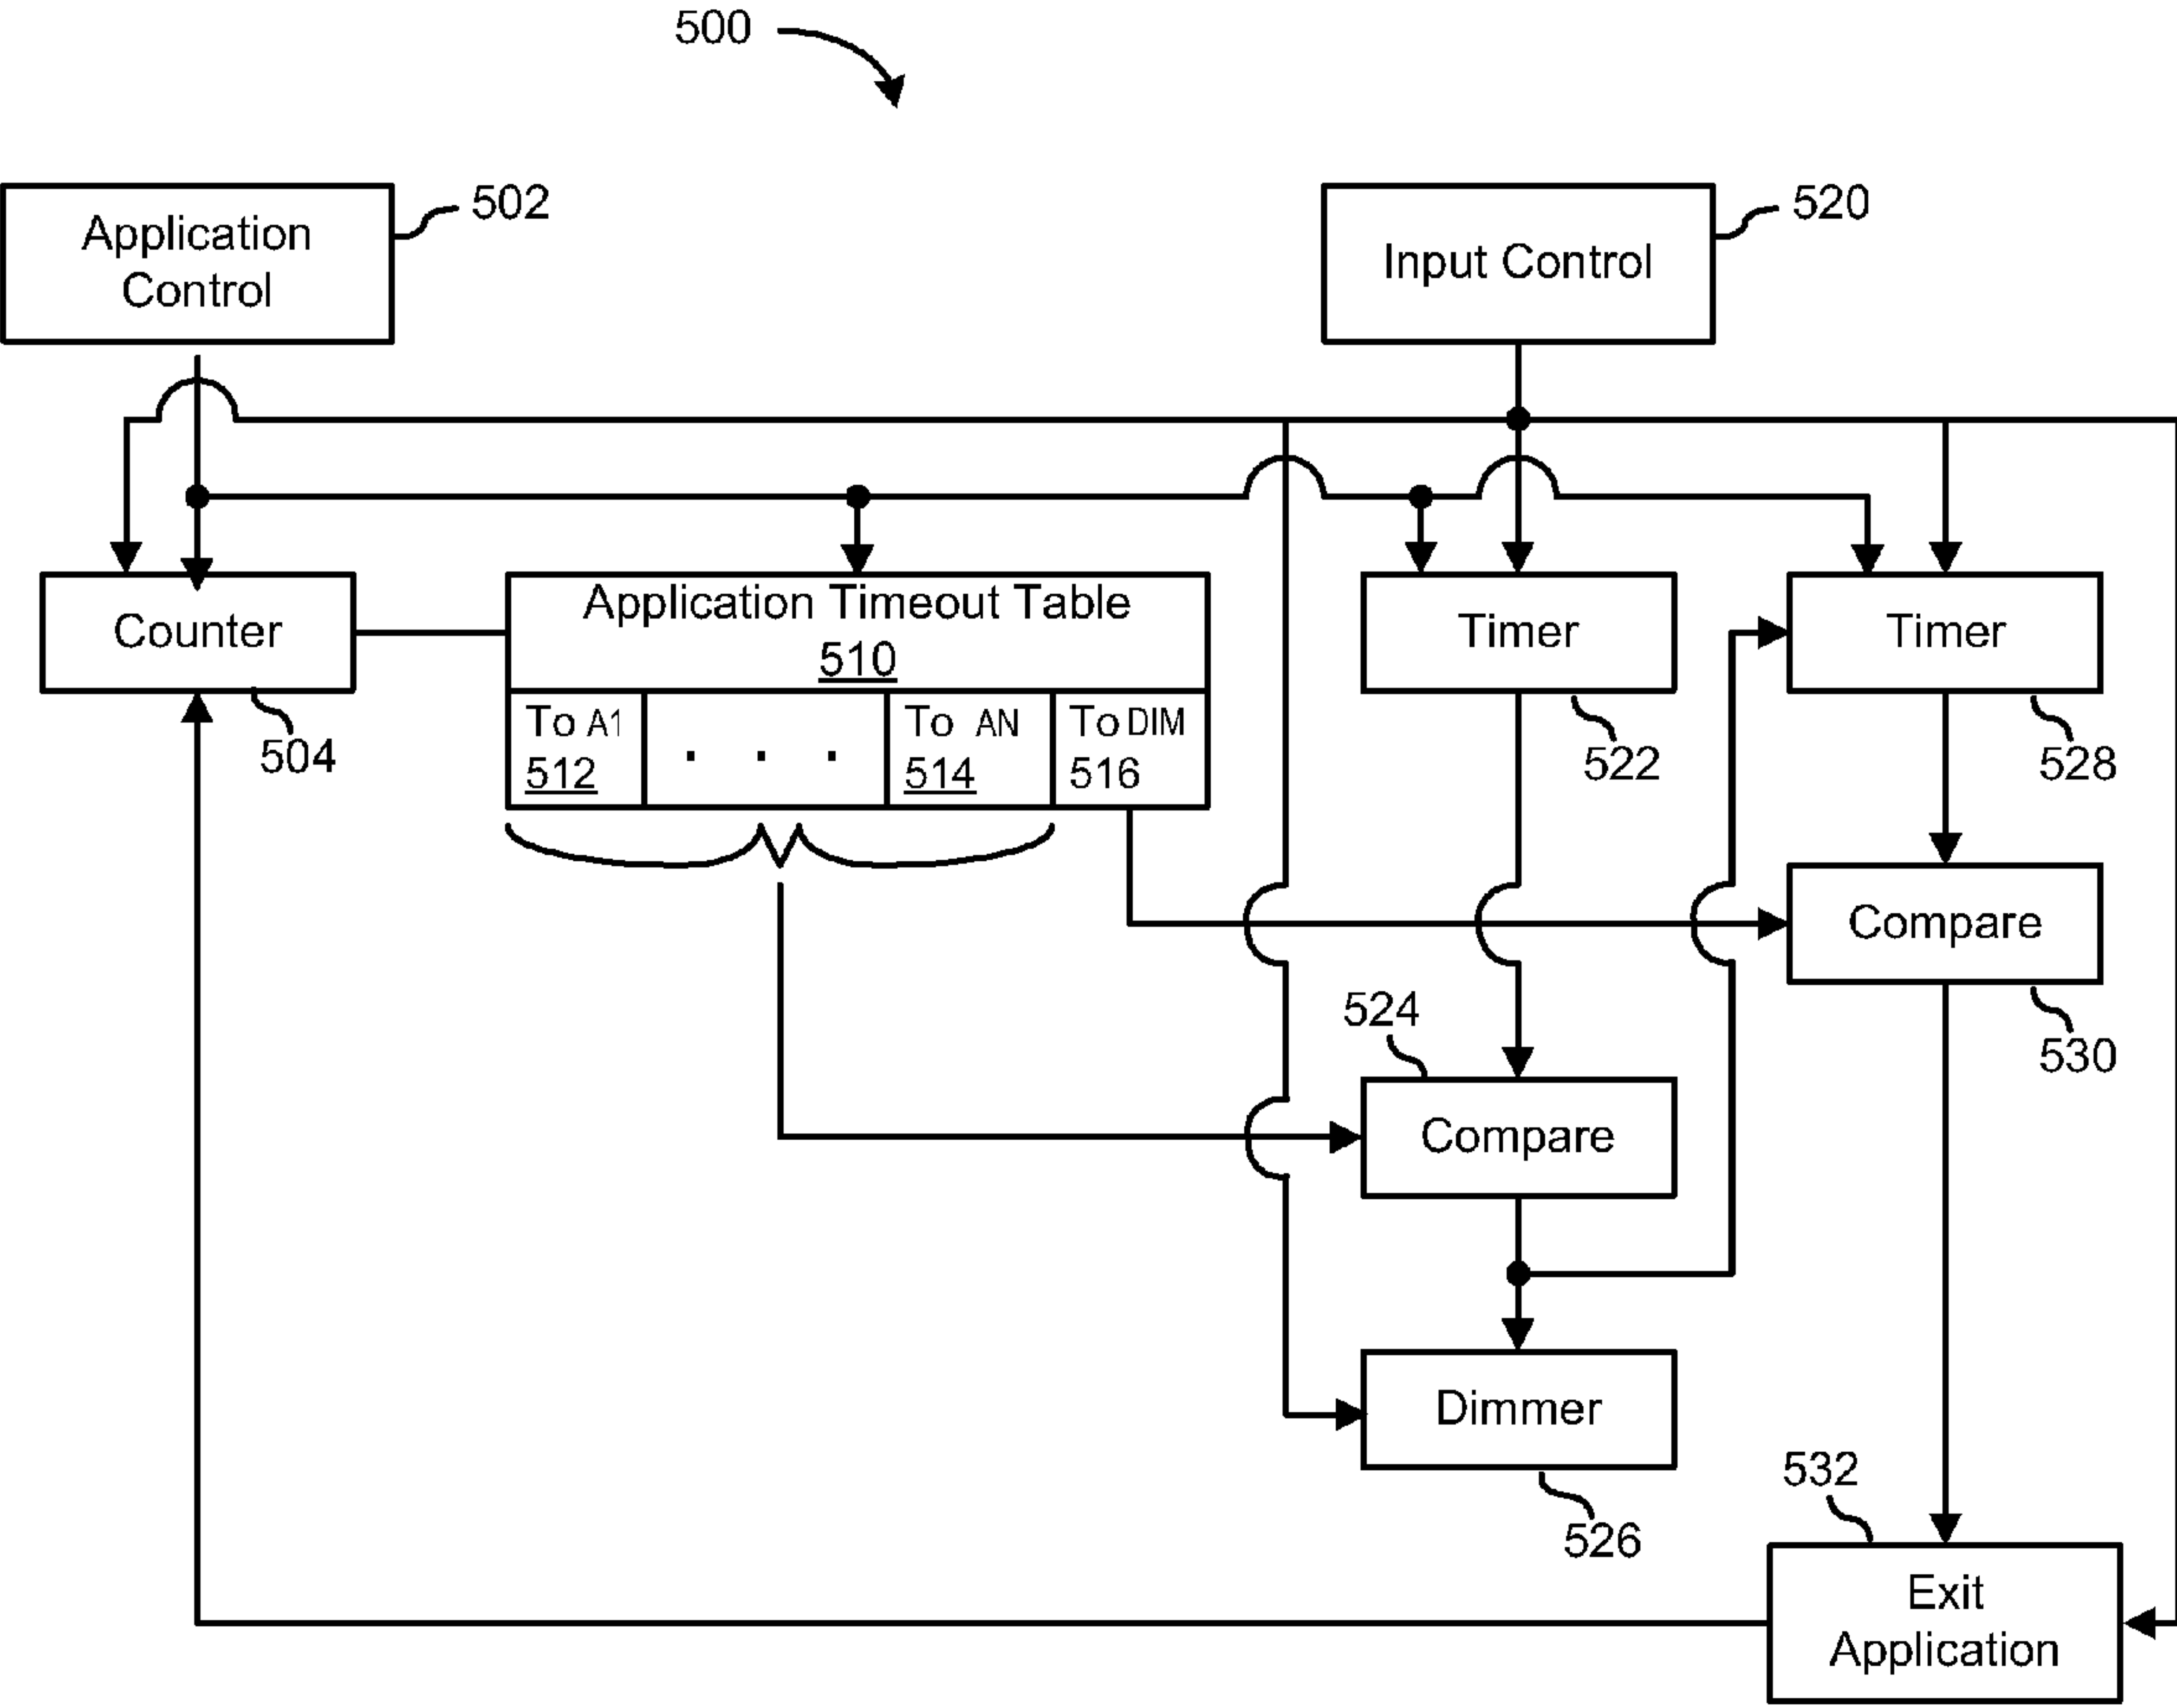 500
Application
Control
502
Input Control
520
Counter
504
Application Timeout Table
510
To A1
512
. . .
To AN
514
To DIM
516
Timer
522
Timer
528
Compare
530
524
Compare
Dimmer
526
532
Exit
Application